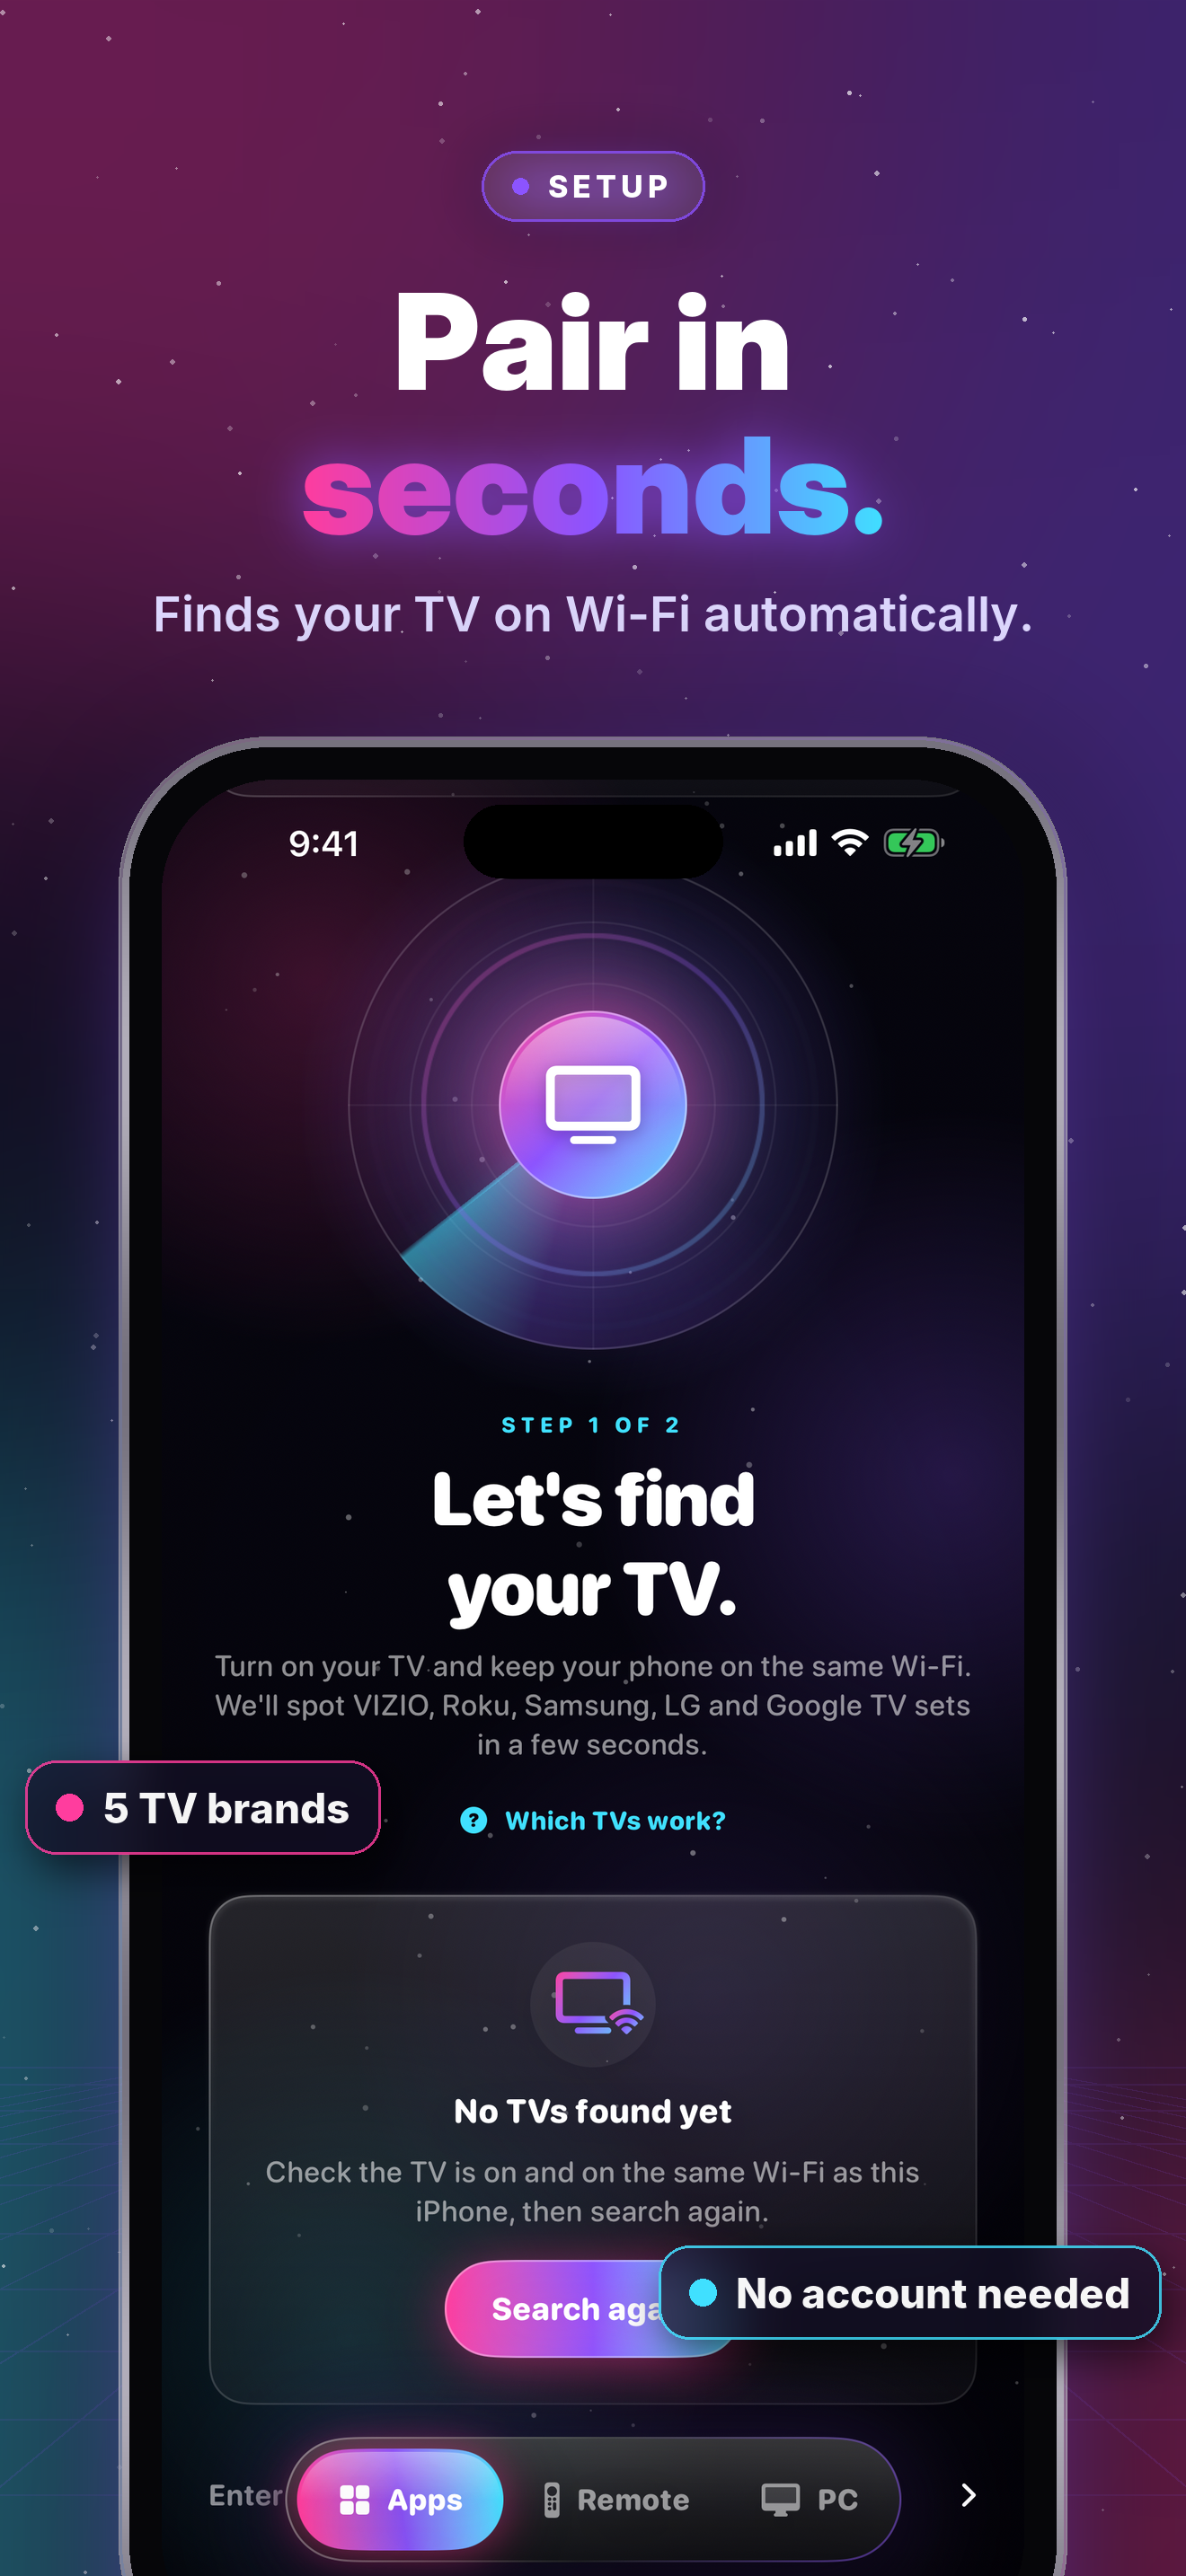 SETUP
Pair in
seconds.
Finds your TV on Wi-Fi automatically.
9:41
STEP 1 OF 2
Let's find
your TV.
Turn on your TV and keep your phone on the same Wi-Fi.
We'll spot VIZIO, Roku, Samsung, LG and Google TV sets
in a few seconds.
5 TV brands
? Which TVs work?
No TVs found yet
Check the TV is on and on the same Wi-Fi as this
iPhone, then search again.
Search aga
No account needed
Enter
Apps
Remote
PC